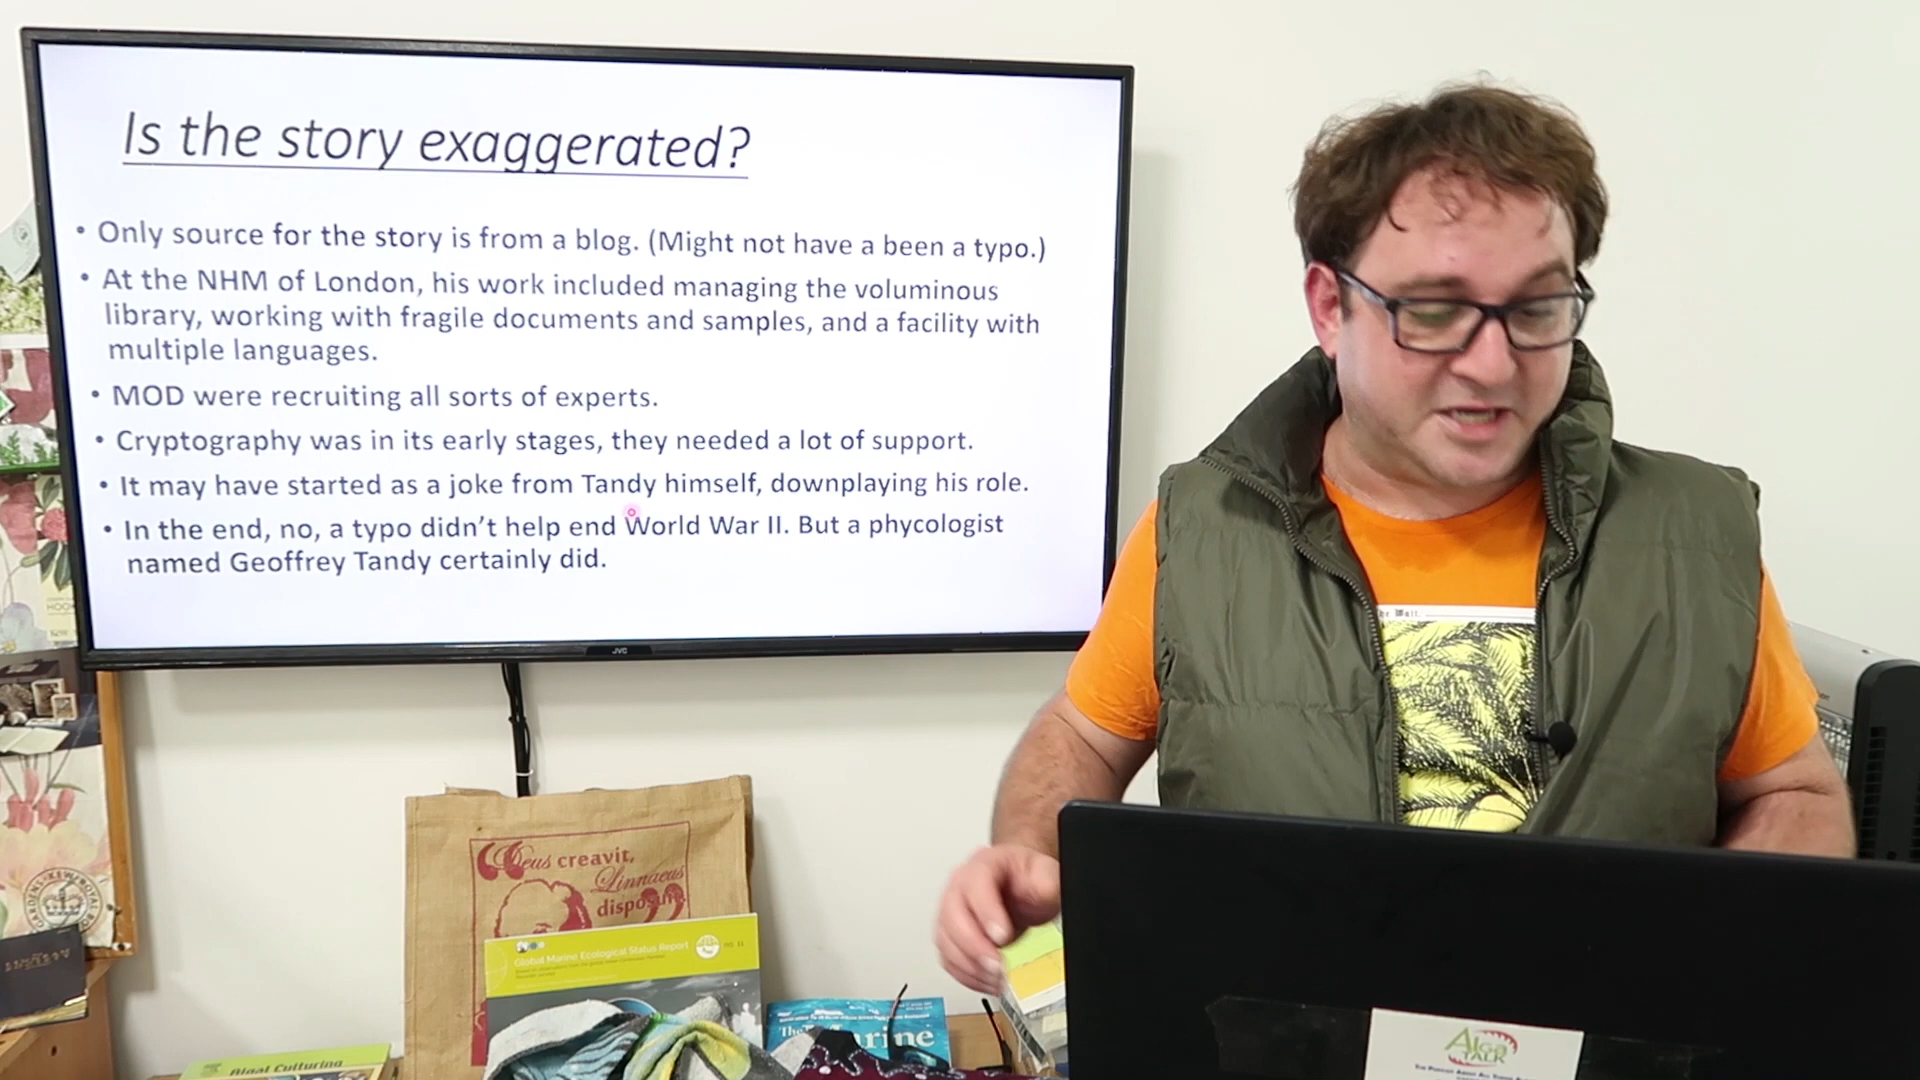 Is the story exaggerated?
• Only source for the story is from a blog. (Might not have a been a typo.)
• At the NHM of London, his work included managing the voluminous
library, working with fragile documents and samples, and a facility with
multiple languages.
• MOD were recruiting all sorts of experts.
• Cryptography was in its early stages, they needed a lot of support.
• It may have started as a joke from Tandy himself, downplaying his role.
• In the end, no, a typo didn't help end World War II. But a phycologist
named Geoffrey Tandy certainly did.
JVC
Deus creavit,
Linnaeus
disposuit
Global Marine Ecological Status Report
The
Algal Culturing
Alga
TALK